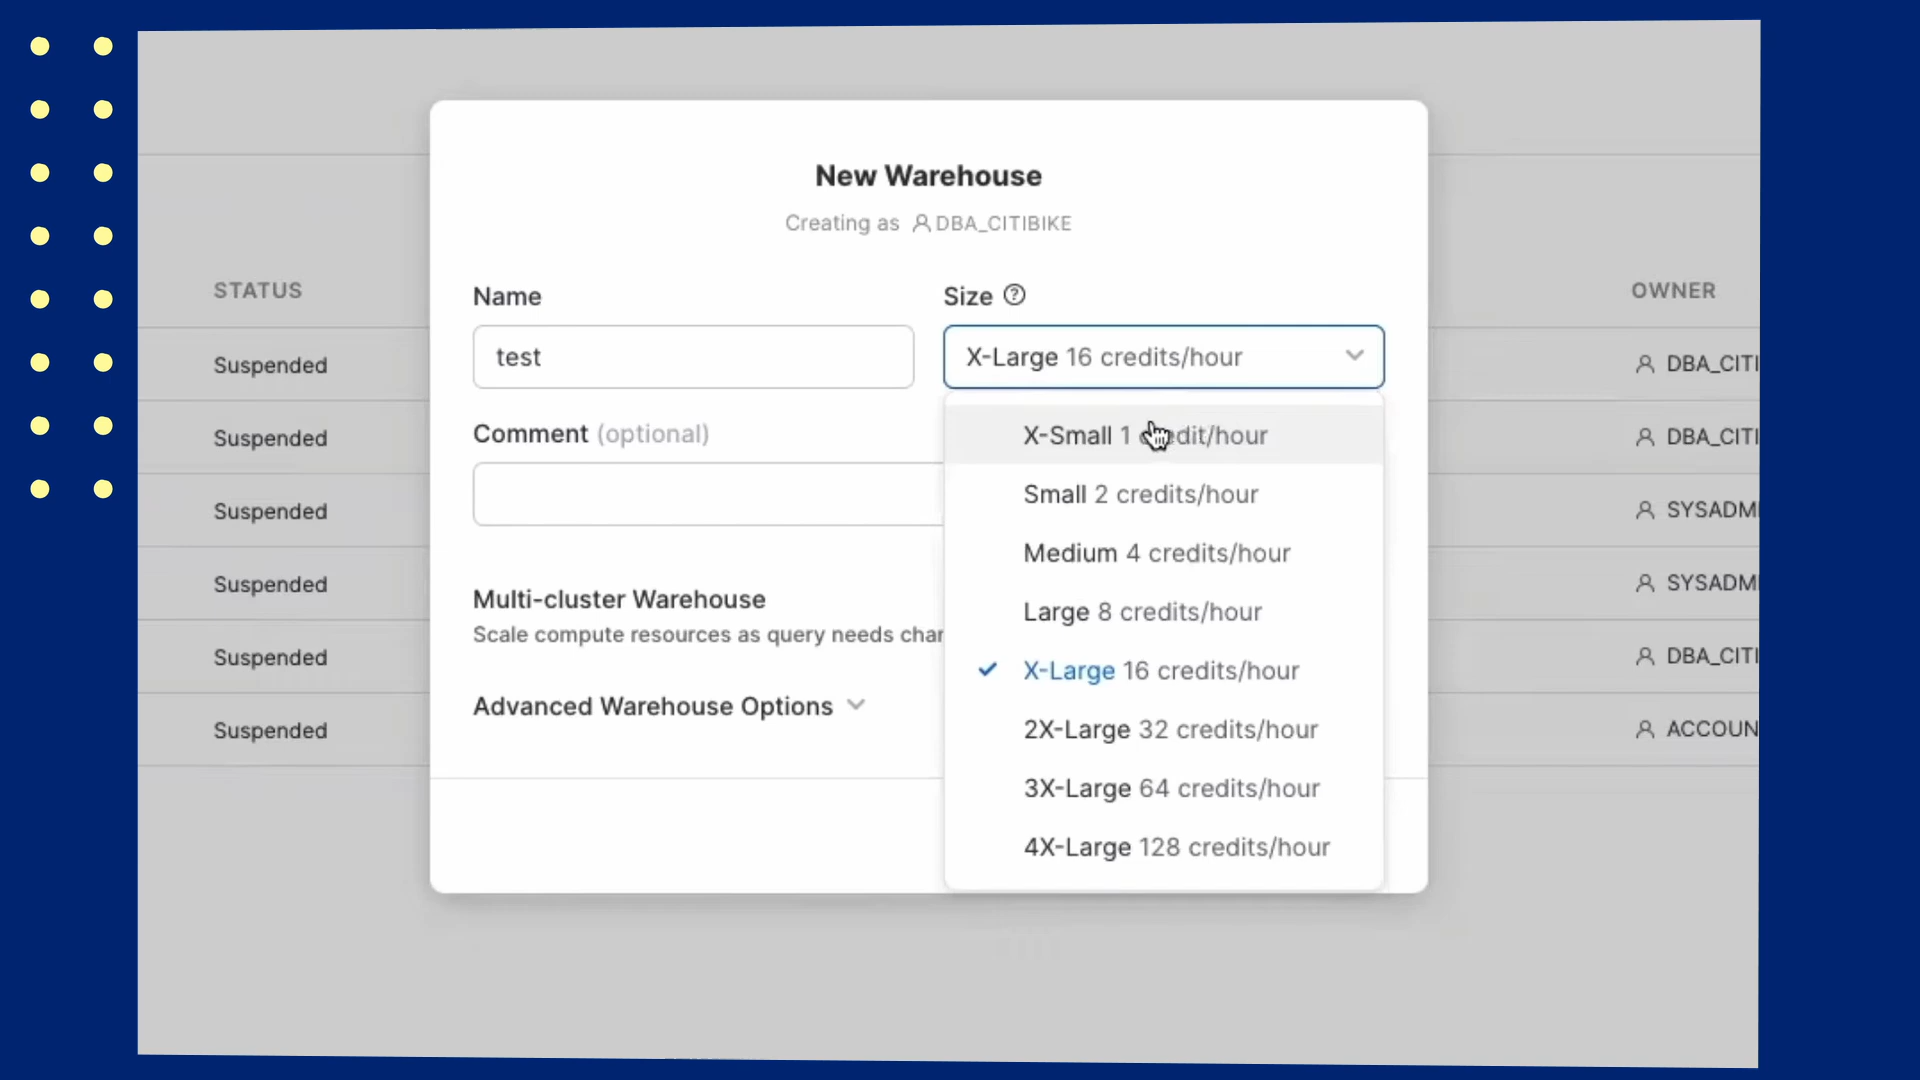 New Warehouse
Creating as DBA_CITIBIKE
STATUS
OWNER
Name
Size ?
test
X-Large 16 credits/hour
Suspended
DBA_CITI
Comment (optional)
X-Small 1 credit/hour
Suspended
DBA_CITI
Small 2 credits/hour
Suspended
SYSADMI
Medium 4 credits/hour
Suspended
SYSADMI
Multi-cluster Warehouse
Large 8 credits/hour
Scale compute resources as query needs char
Suspended
DBA_CITI
X-Large 16 credits/hour
Advanced Warehouse Options
Suspended
ACCOUN
2X-Large 32 credits/hour
3X-Large 64 credits/hour
4X-Large 128 credits/hour